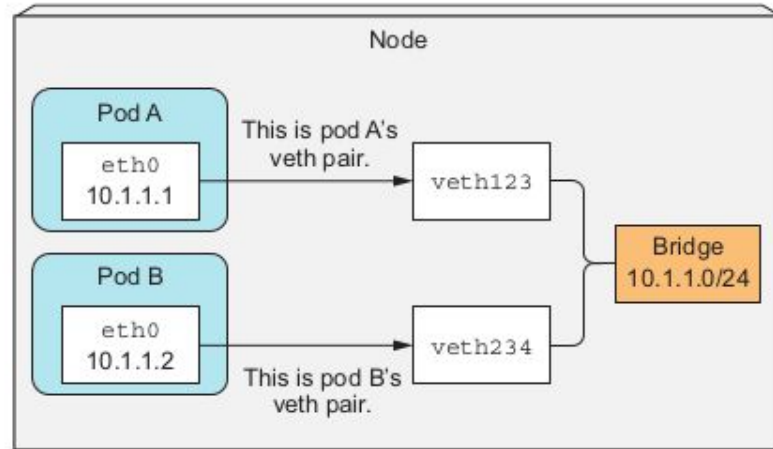 Node
Pod A
eth0
10.1.1.1
This is pod A's
veth pair.
veth123
Bridge
10.1.1.0/24
Pod B
eth0
10.1.1.2
This is pod B's
veth pair.
veth234